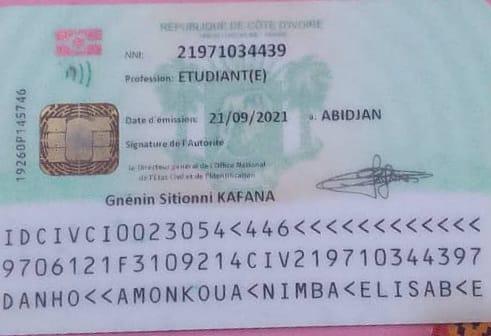 RÉPUBLIQUE DE CÔTE D'IVOIRE
NNI: 21971034439
Profession: ETUDIANT(E)
Date d'émission: 21/09/2021 à ABIDJAN
Signature de l'Autorité
Le Directeur général de l'Office National
de l'Etat Civil et de l'Identification
Gnénin Sitionni KAFANA
19260P145746
IDCIVCI0023054<446<<<<<<<<<<<<
9706121F3109214CIV219710344397
DANHO<<AMONKOUA<NIMBA<ELISAB<E